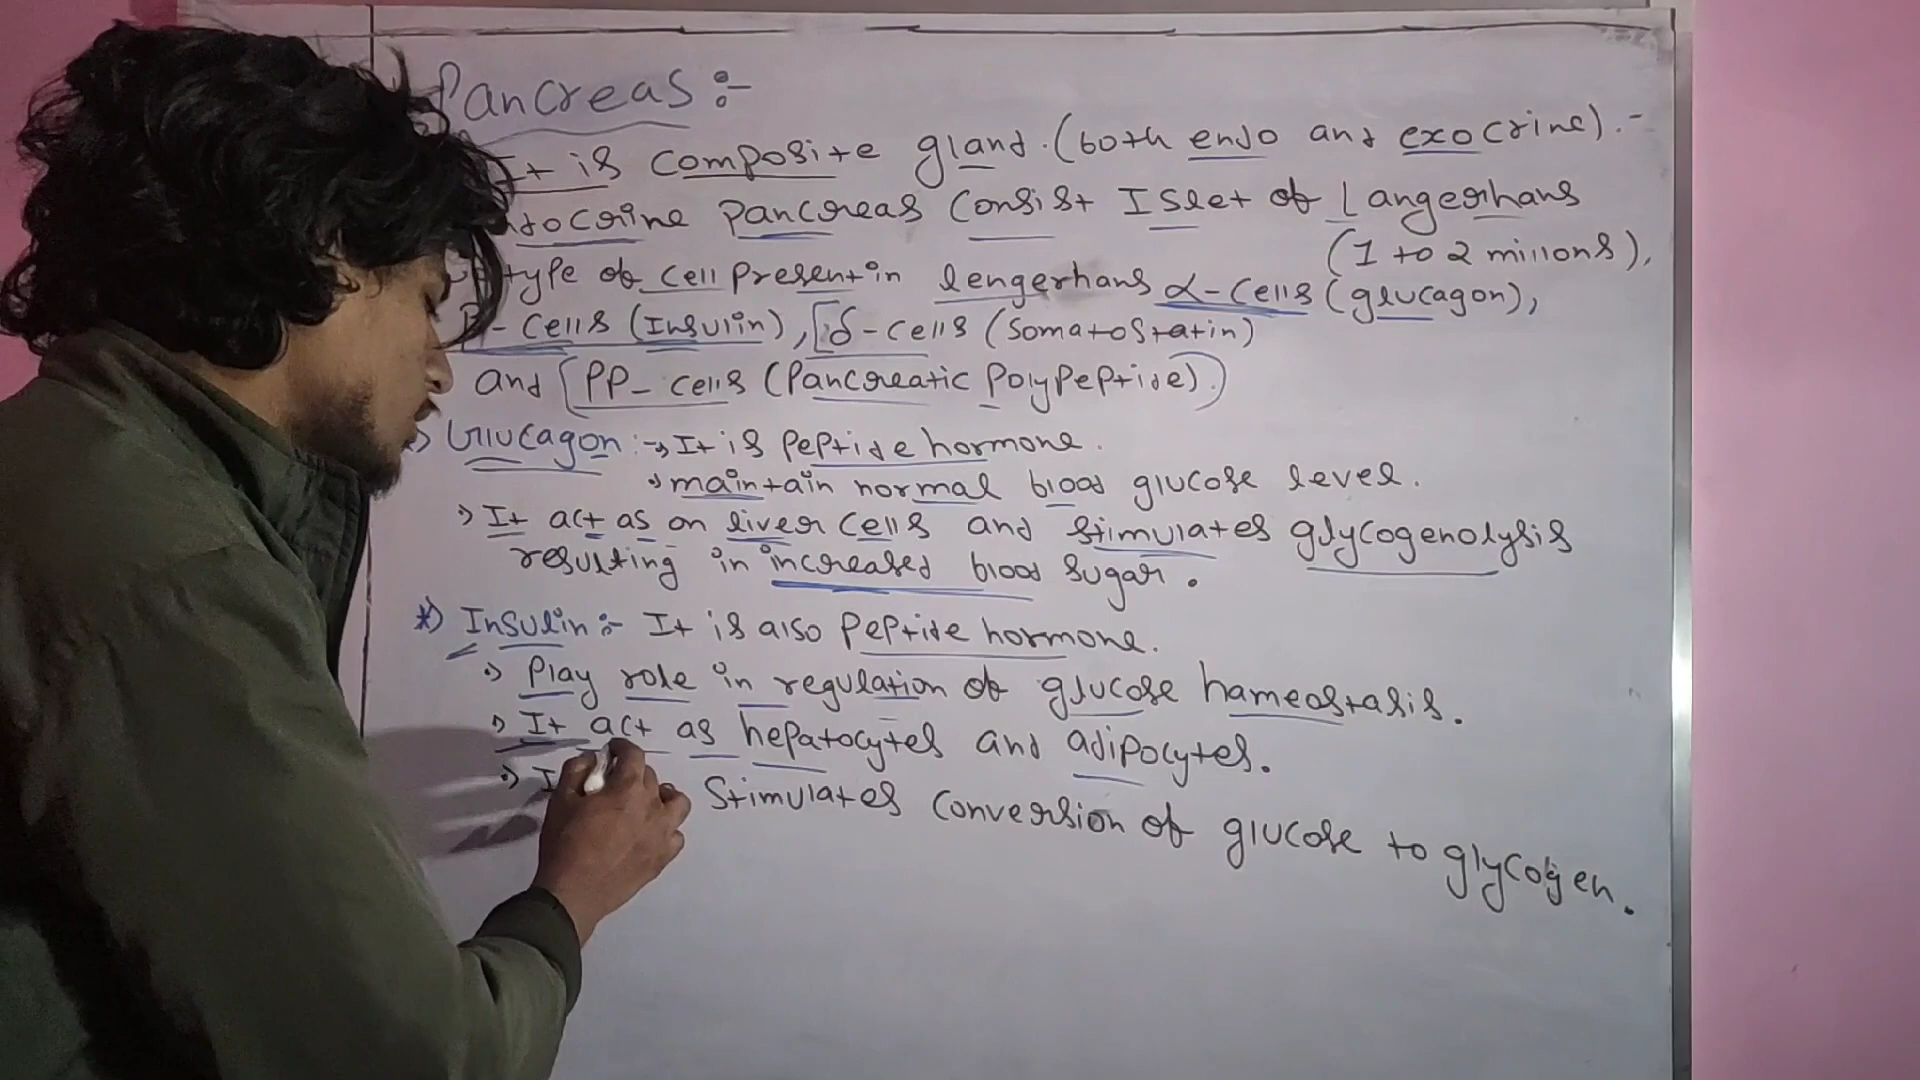 Pancreas :-
It is composite gland. (both endo and exocrine). -
Pancreas Consist Islet of Langerhans
(1 to 2 millons),
type of cell present in lengerhans α-cells (glucagon),
β-cells (Insulin), [δ-cells (Somatostatin)
and [PP-cells (Pancreatic Polypeptide).)
Glucagon :→ It is peptide hormone.
maintain normal blood glucose level.
It act as on liver cells and stimulates glycogenolysis
resulting in increased blood sugar.
*) Insulin :- It is also peptide hormone.
Play role in regulation of glucose hameostasis.
It act as hepatocytes and adipocytes.
Stimulates Conversion of glucose to glycogen.